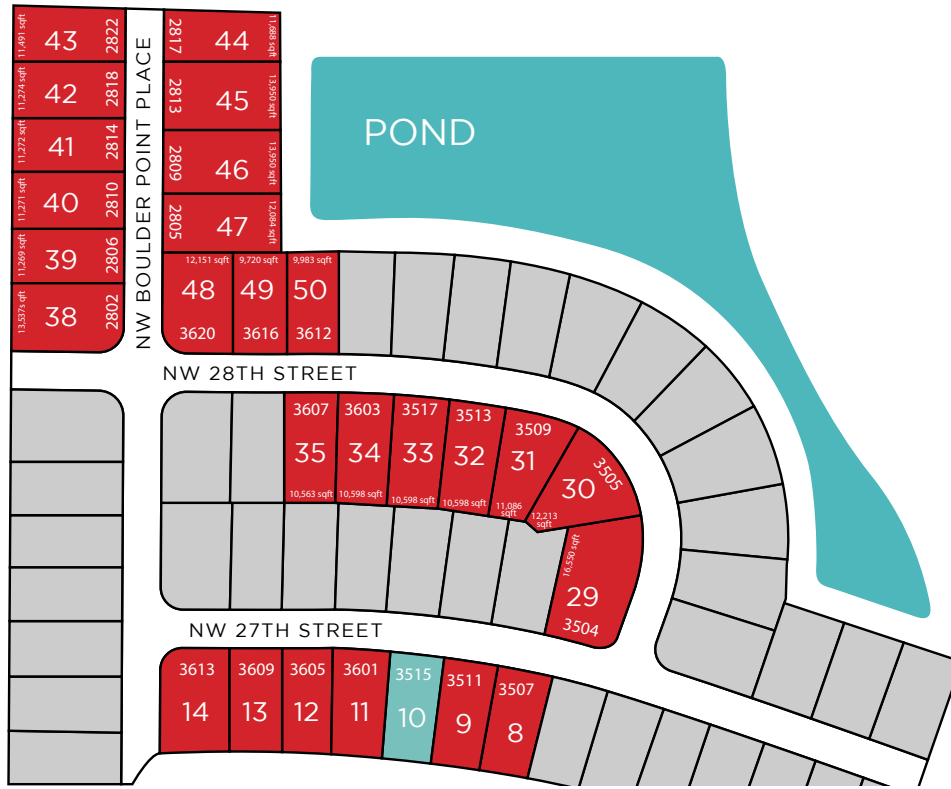 11,491 sqft
43
2822
11,274 sqft
42
2818
11,272 sqft
41
2814
11,271 sqft
40
2810
11,269 sqft
39
2806
13,537s qft
38
2802
NW BOULDER POINT PLACE
2817
44
11,688 sqft
2813
45
13,950 sqft
2809
46
13,950 sqft
2805
47
12,084 sqft
POND
12,151 sqft
48
3620
9,720 sqft
49
3616
9,983 sqft
50
3612
NW 28TH STREET
3607
35
10,563 sqft
3603
34
10,598 sqft
3517
33
10,598 sqft
3513
32
10,598 sqft
3509
31
11,086
sqft
3505
30
12,213
sqft
16,550 sqft
29
3504
NW 27TH STREET
3613
14
3609
13
3605
12
3601
11
3515
10
3511
9
3507
8